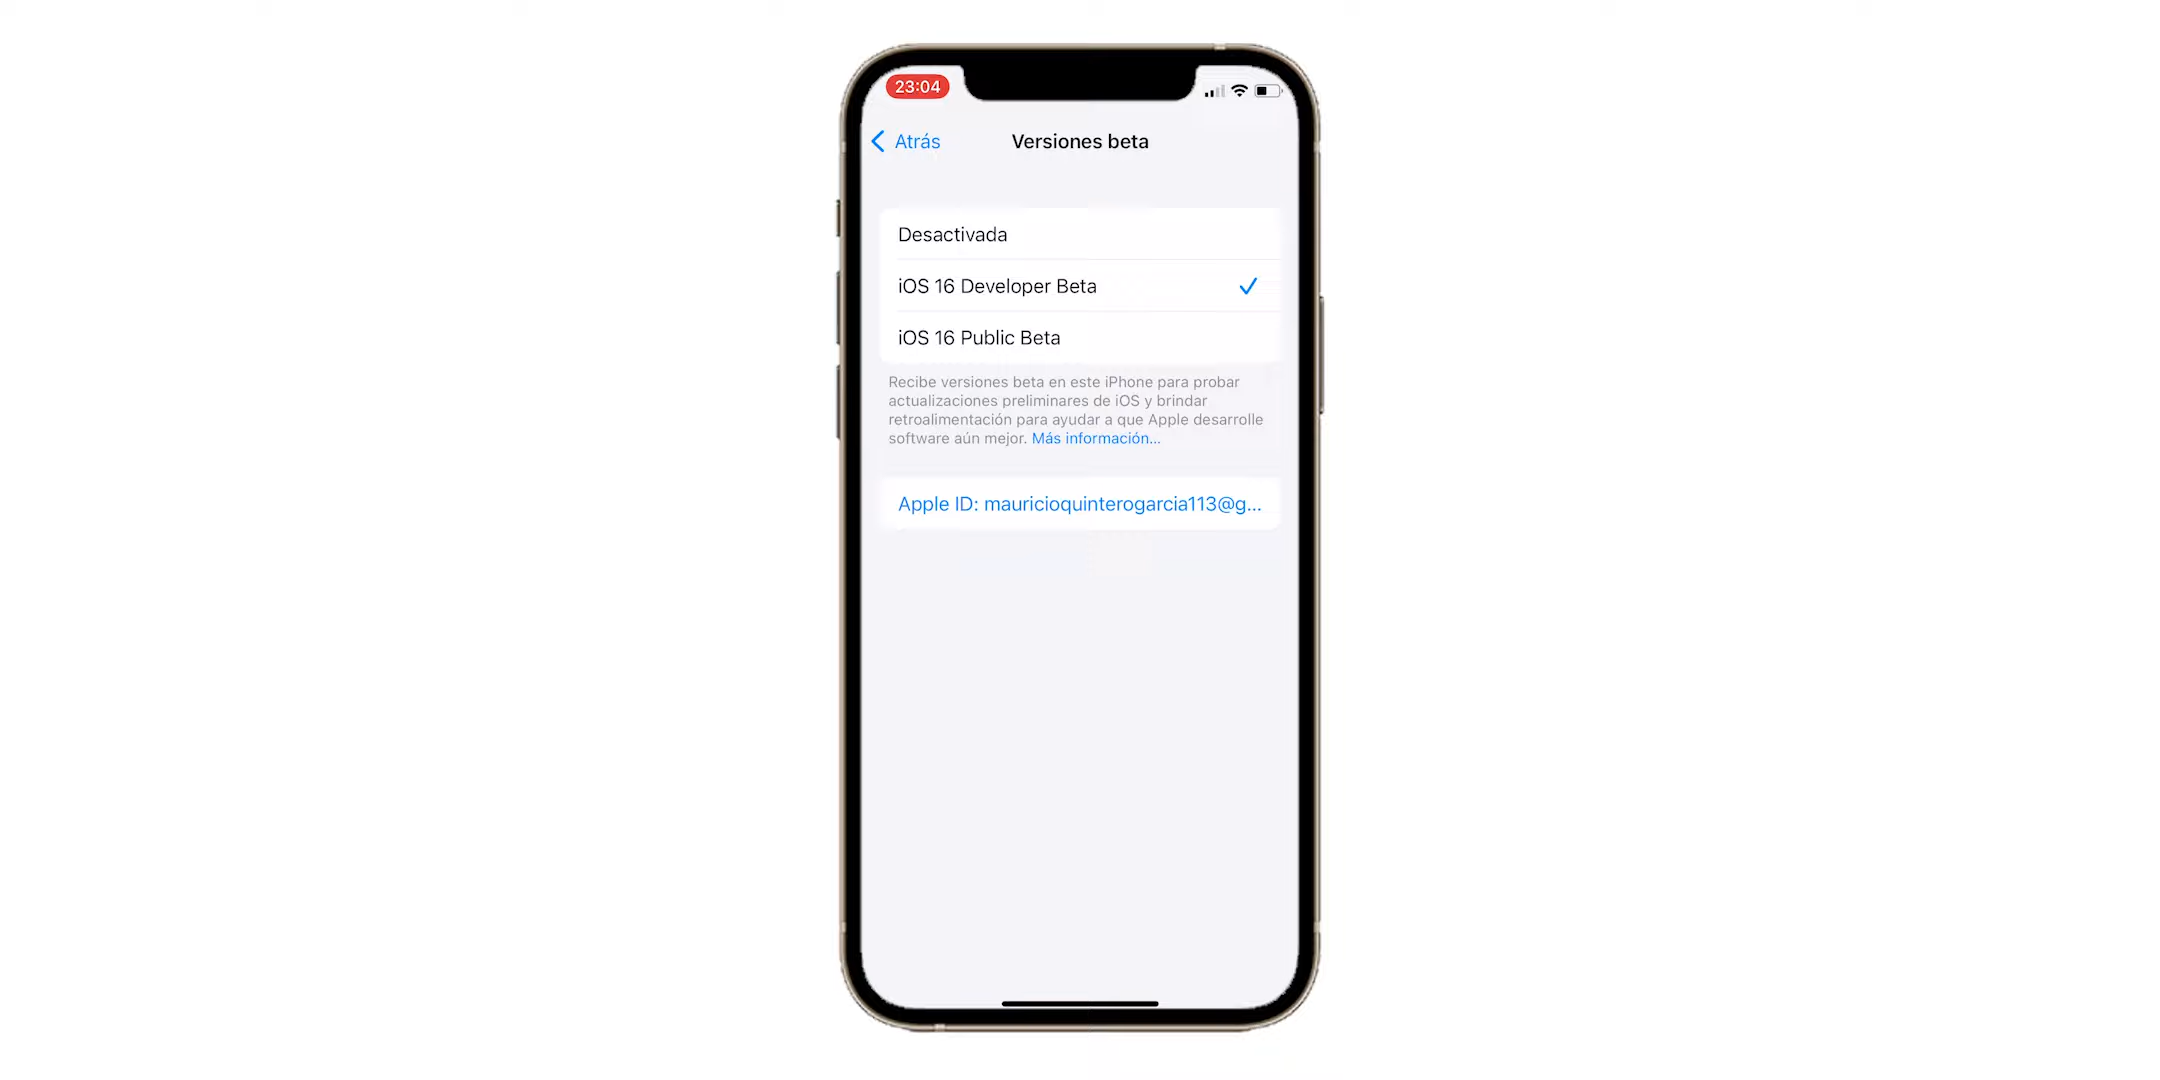 23:04
Atrás
Versiones beta
Desactivada
iOS 16 Developer Beta
iOS 16 Public Beta
Recibe versiones beta en este iPhone para probar
actualizaciones preliminares de iOS y brindar
retroalimentación para ayudar a que Apple desarrolle
software aún mejor. Más información...
Apple ID: mauricioquinterogarcia113@g...